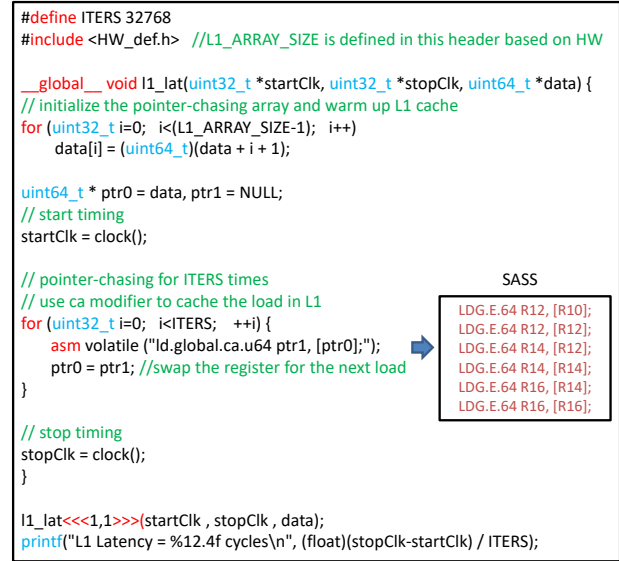 #define ITERS 32768
#include <HW_def.h>  //L1_ARRAY_SIZE is defined in this header based on HW
__global__ void l1_lat(uint32_t *startClk, uint32_t *stopClk, uint64_t *data) {
// initialize the pointer-chasing array and warm up L1 cache
for (uint32_t i=0;  i<(L1_ARRAY_SIZE-1);  i++)
data[i] = (uint64_t)(data + i + 1);
uint64_t * ptr0 = data, ptr1 = NULL;
// start timing
startClk = clock();
// pointer-chasing for ITERS times
// use ca modifier to cache the load in L1
for (uint32_t i=0;  i<ITERS;  ++i) {
asm volatile ("ld.global.ca.u64 ptr1, [ptr0];");
ptr0 = ptr1; //swap the register for the next load
}
// stop timing
stopClk = clock();
}
l1_lat<<<1,1>>>(startClk , stopClk , data);
printf("L1 Latency = %12.4f cycles\n", (float)(stopClk-startClk) / ITERS);
SASS
LDG.E.64 R12, [R10];
LDG.E.64 R12, [R12];
LDG.E.64 R14, [R12];
LDG.E.64 R14, [R14];
LDG.E.64 R16, [R14];
LDG.E.64 R16, [R16];